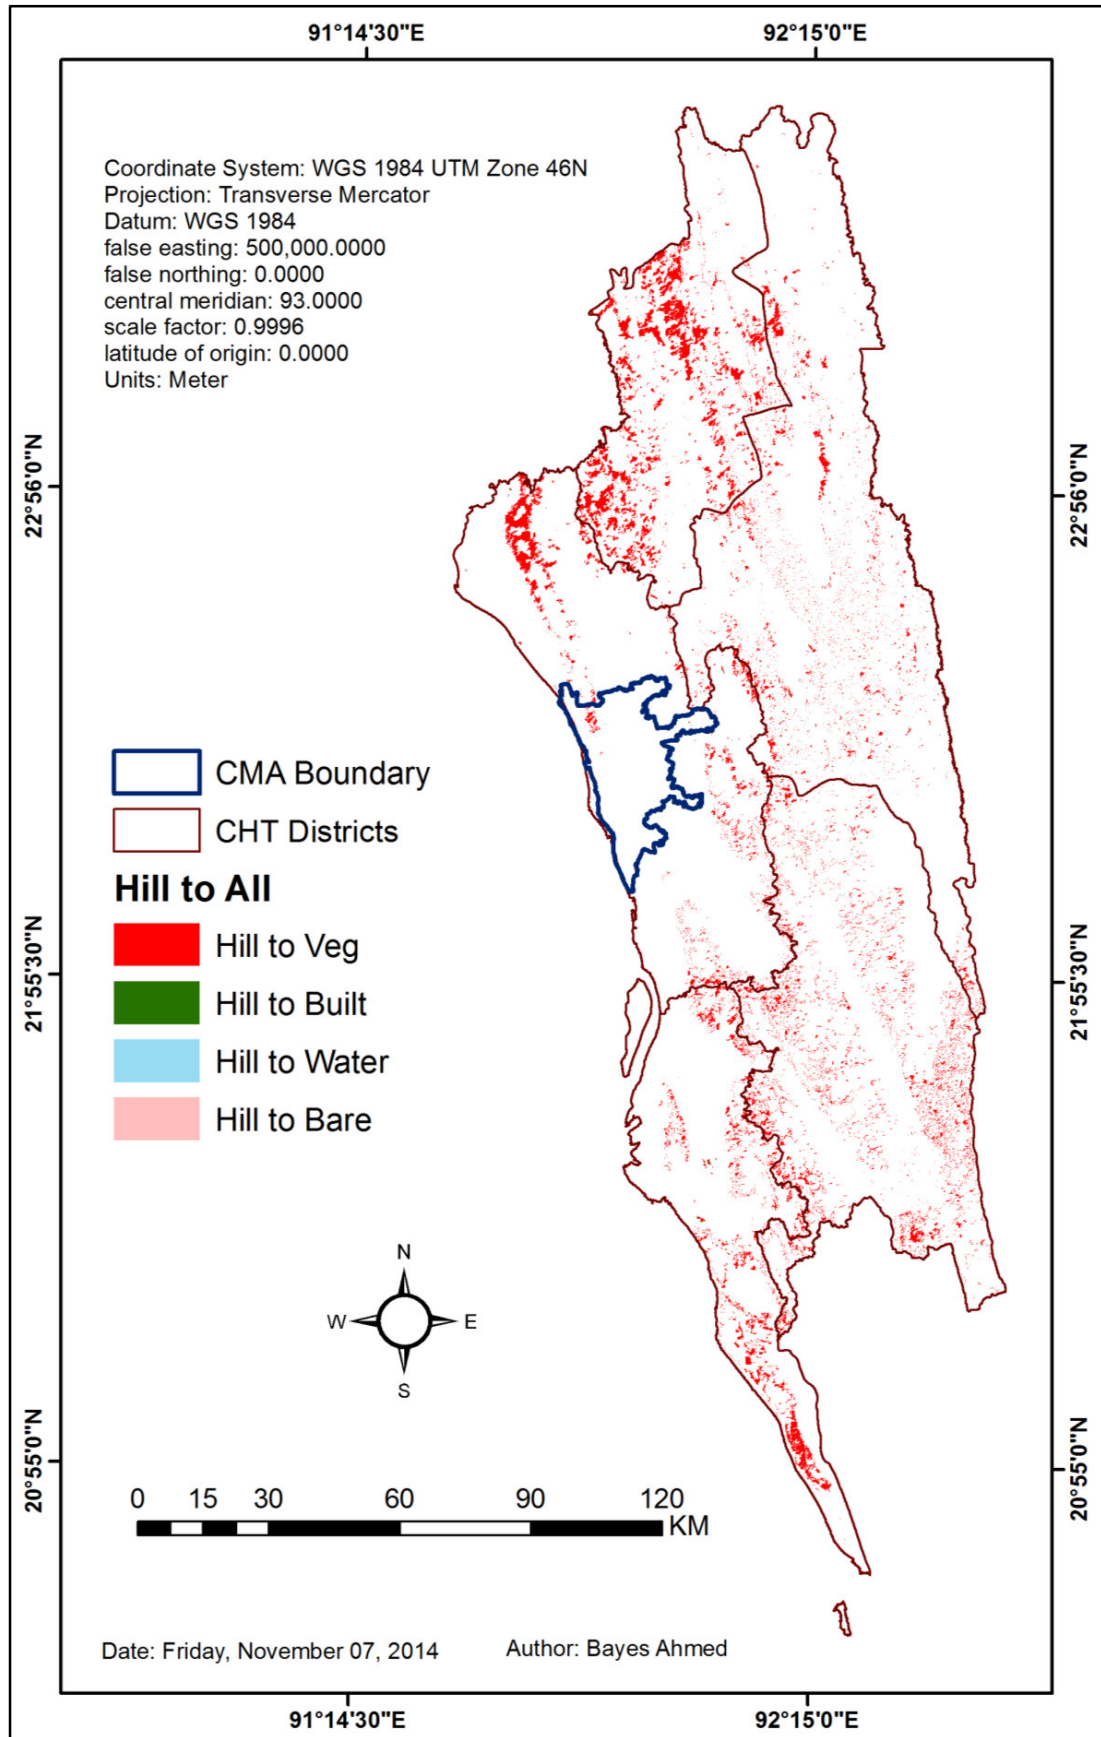 91°14'30"E
92°15'0"E
Coordinate System: WGS 1984 UTM Zone 46N
Projection: Transverse Mercator
Datum: WGS 1984
false easting: 500,000.0000
false northing: 0.0000
central meridian: 93.0000
scale factor: 0.9996
latitude of origin: 0.0000
Units: Meter
22°56'0"N
22°56'0"N
CMA Boundary
CHT Districts
Hill to All
Hill to Veg
Hill to Built
Hill to Water
Hill to Bare
21°55'30"N
21°55'30"N
N
W
E
S
20°55'0"N
20°55'0"N
0 15 30 60 90 120
KM
Date: Friday, November 07, 2014
Author: Bayes Ahmed
91°14'30"E
92°15'0"E